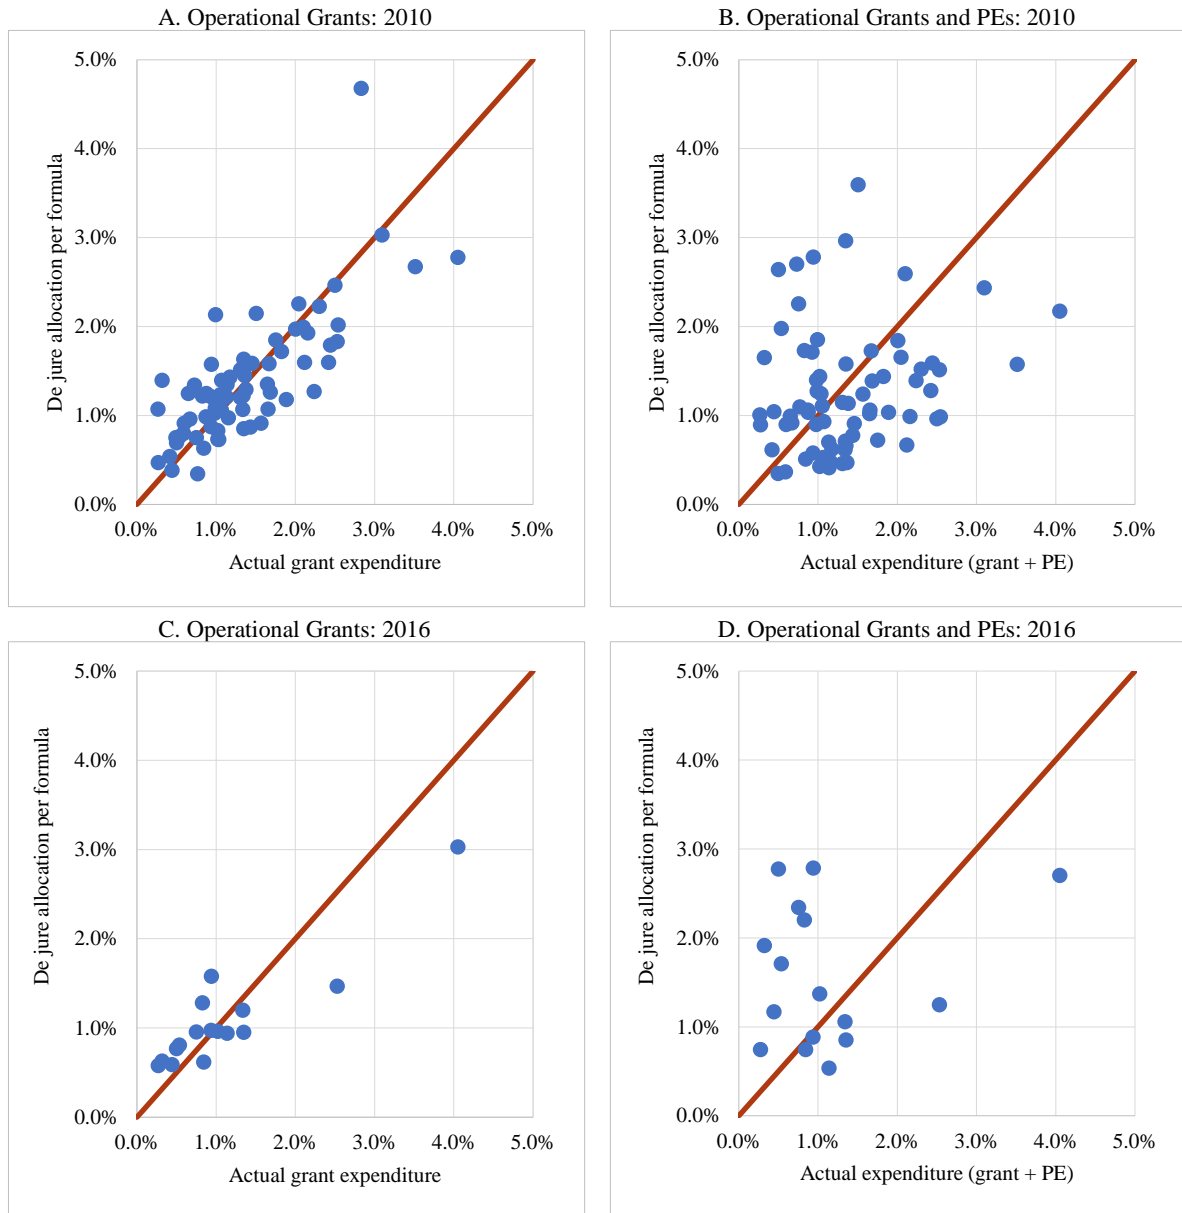 A. Operational Grants: 2010
5.0%
4.0%
3.0%
2.0%
1.0%
0.0%
De jure allocation per formula
0.0% 1.0% 2.0% 3.0% 4.0% 5.0%
Actual grant expenditure
B. Operational Grants and PEs: 2010
5.0%
4.0%
3.0%
2.0%
1.0%
0.0%
De jure allocation per formula
0.0% 1.0% 2.0% 3.0% 4.0% 5.0%
Actual expenditure (grant + PE)
C. Operational Grants: 2016
5.0%
4.0%
3.0%
2.0%
1.0%
0.0%
De jure allocation per formula
0.0% 1.0% 2.0% 3.0% 4.0% 5.0%
Actual grant expenditure
D. Operational Grants and PEs: 2016
5.0%
4.0%
3.0%
2.0%
1.0%
0.0%
De jure allocation per formula
0.0% 1.0% 2.0% 3.0% 4.0% 5.0%
Actual expenditure (grant + PE)